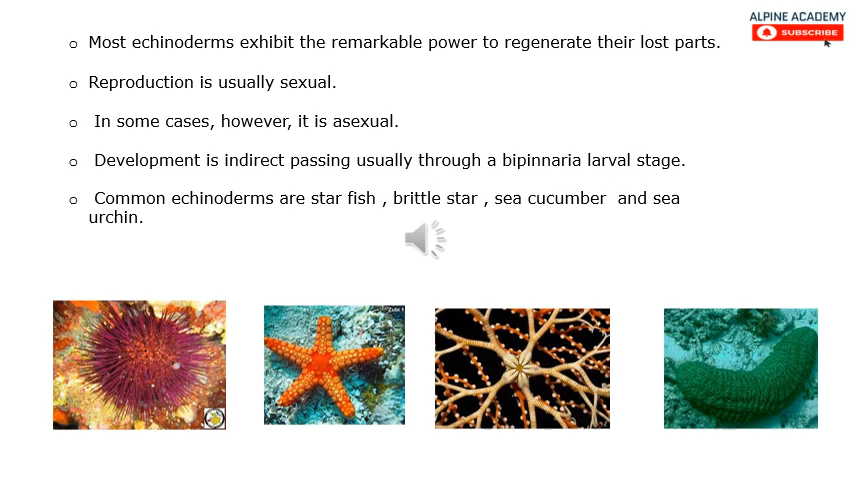 ALPINE ACADEMY
SUBSCRIBE
o Most echinoderms exhibit the remarkable power to regenerate their lost parts.
o Reproduction is usually sexual.
o In some cases, however, it is asexual.
o Development is indirect passing usually through a bipinnaria larval stage.
o Common echinoderms are star fish , brittle star , sea cucumber and sea
urchin.
Zubi 1